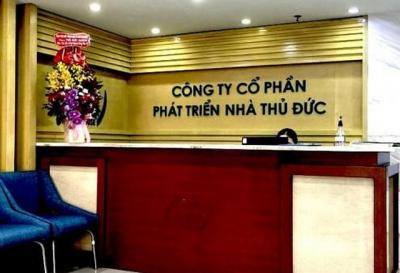 CÔNG TY CỔ PHẦN
PHÁT TRIỂN NHÀ THỦ ĐỨC